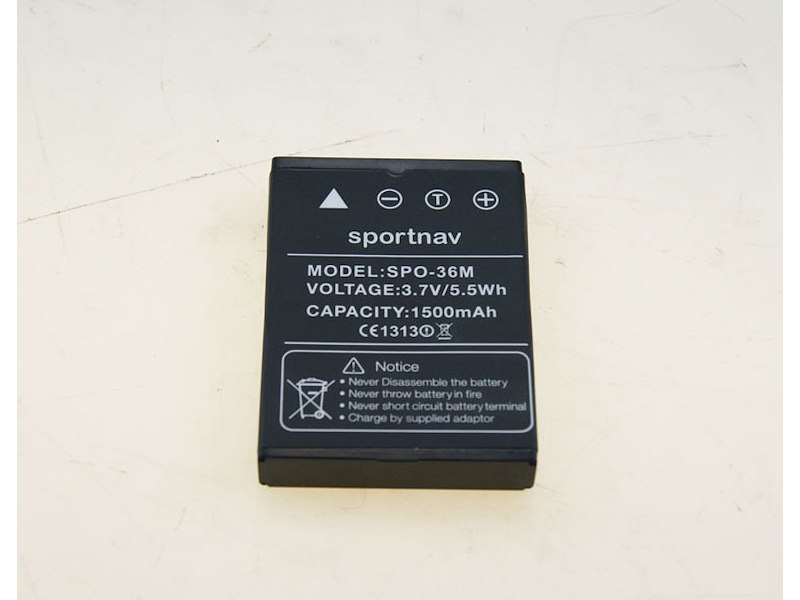 T
sportnav
MODEL:SPO-36M
VOLTAGE:3.7V/5.5Wh
CAPACITY:1500mAh
CE1313
Notice
• Never Disassemble the battery
• Never throw battery in fire
• Never short circuit battery terminal
• Charge by supplied adaptor